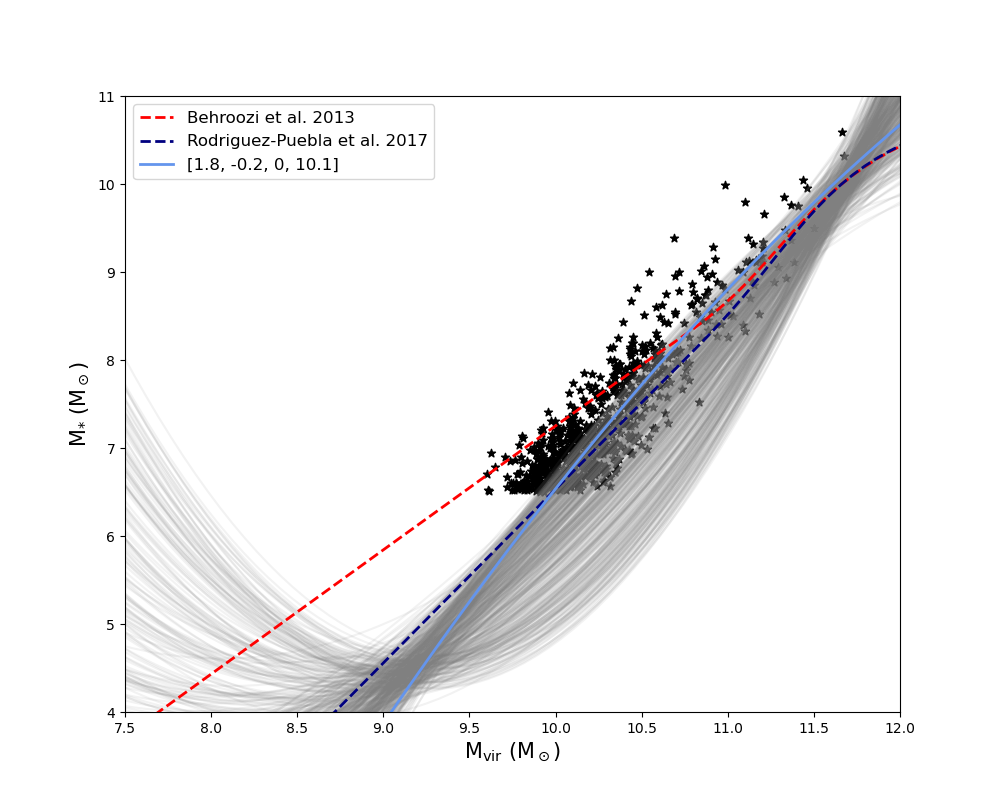 Behroozi et al. 2013
Rodriguez-Puebla et al. 2017
[1.8, -0.2, 0, 10.1]
11
10
9
8
7
6
5
4
M* (M⊙)
7.5 8.0 8.5 9.0 9.5 10.0 10.5 11.0 11.5 12.0
Mvir (M⊙)